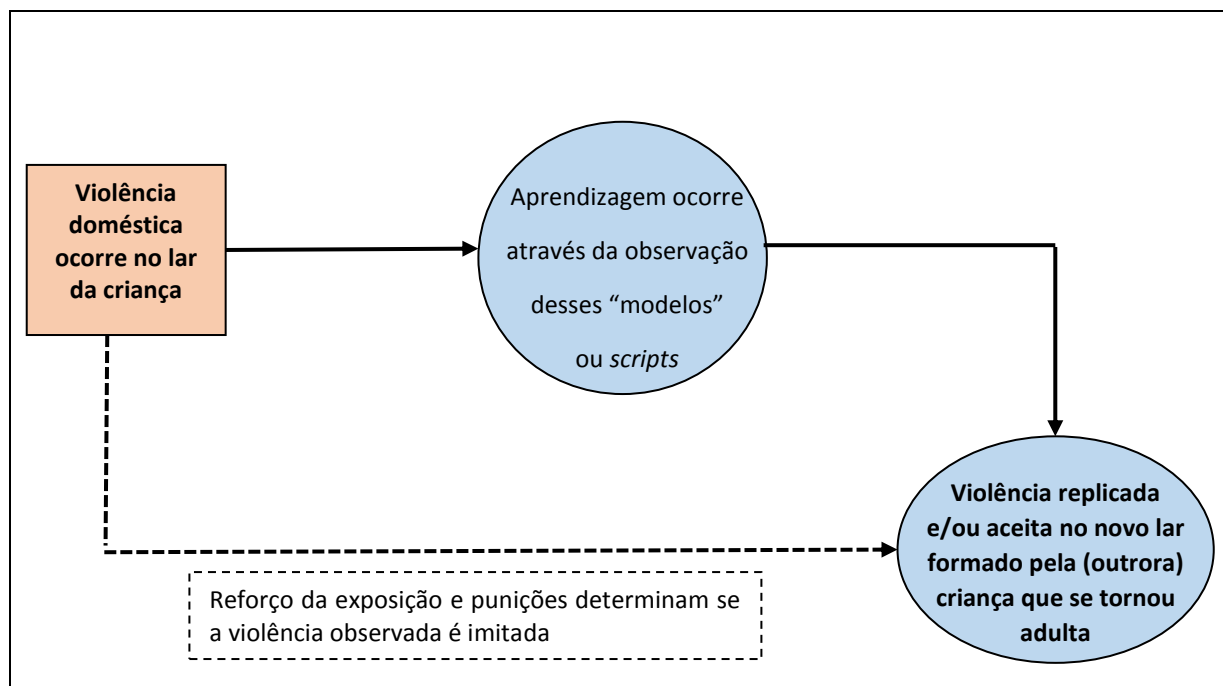 Violência
doméstica
ocorre no lar
da criança
Aprendizagem ocorre
através da observação
desses “modelos”
ou scripts
Violência replicada
e/ou aceita no novo lar
formado pela (outrora)
criança que se tornou
adulta
Reforço da exposição e punições determinam se
a violência observada é imitada